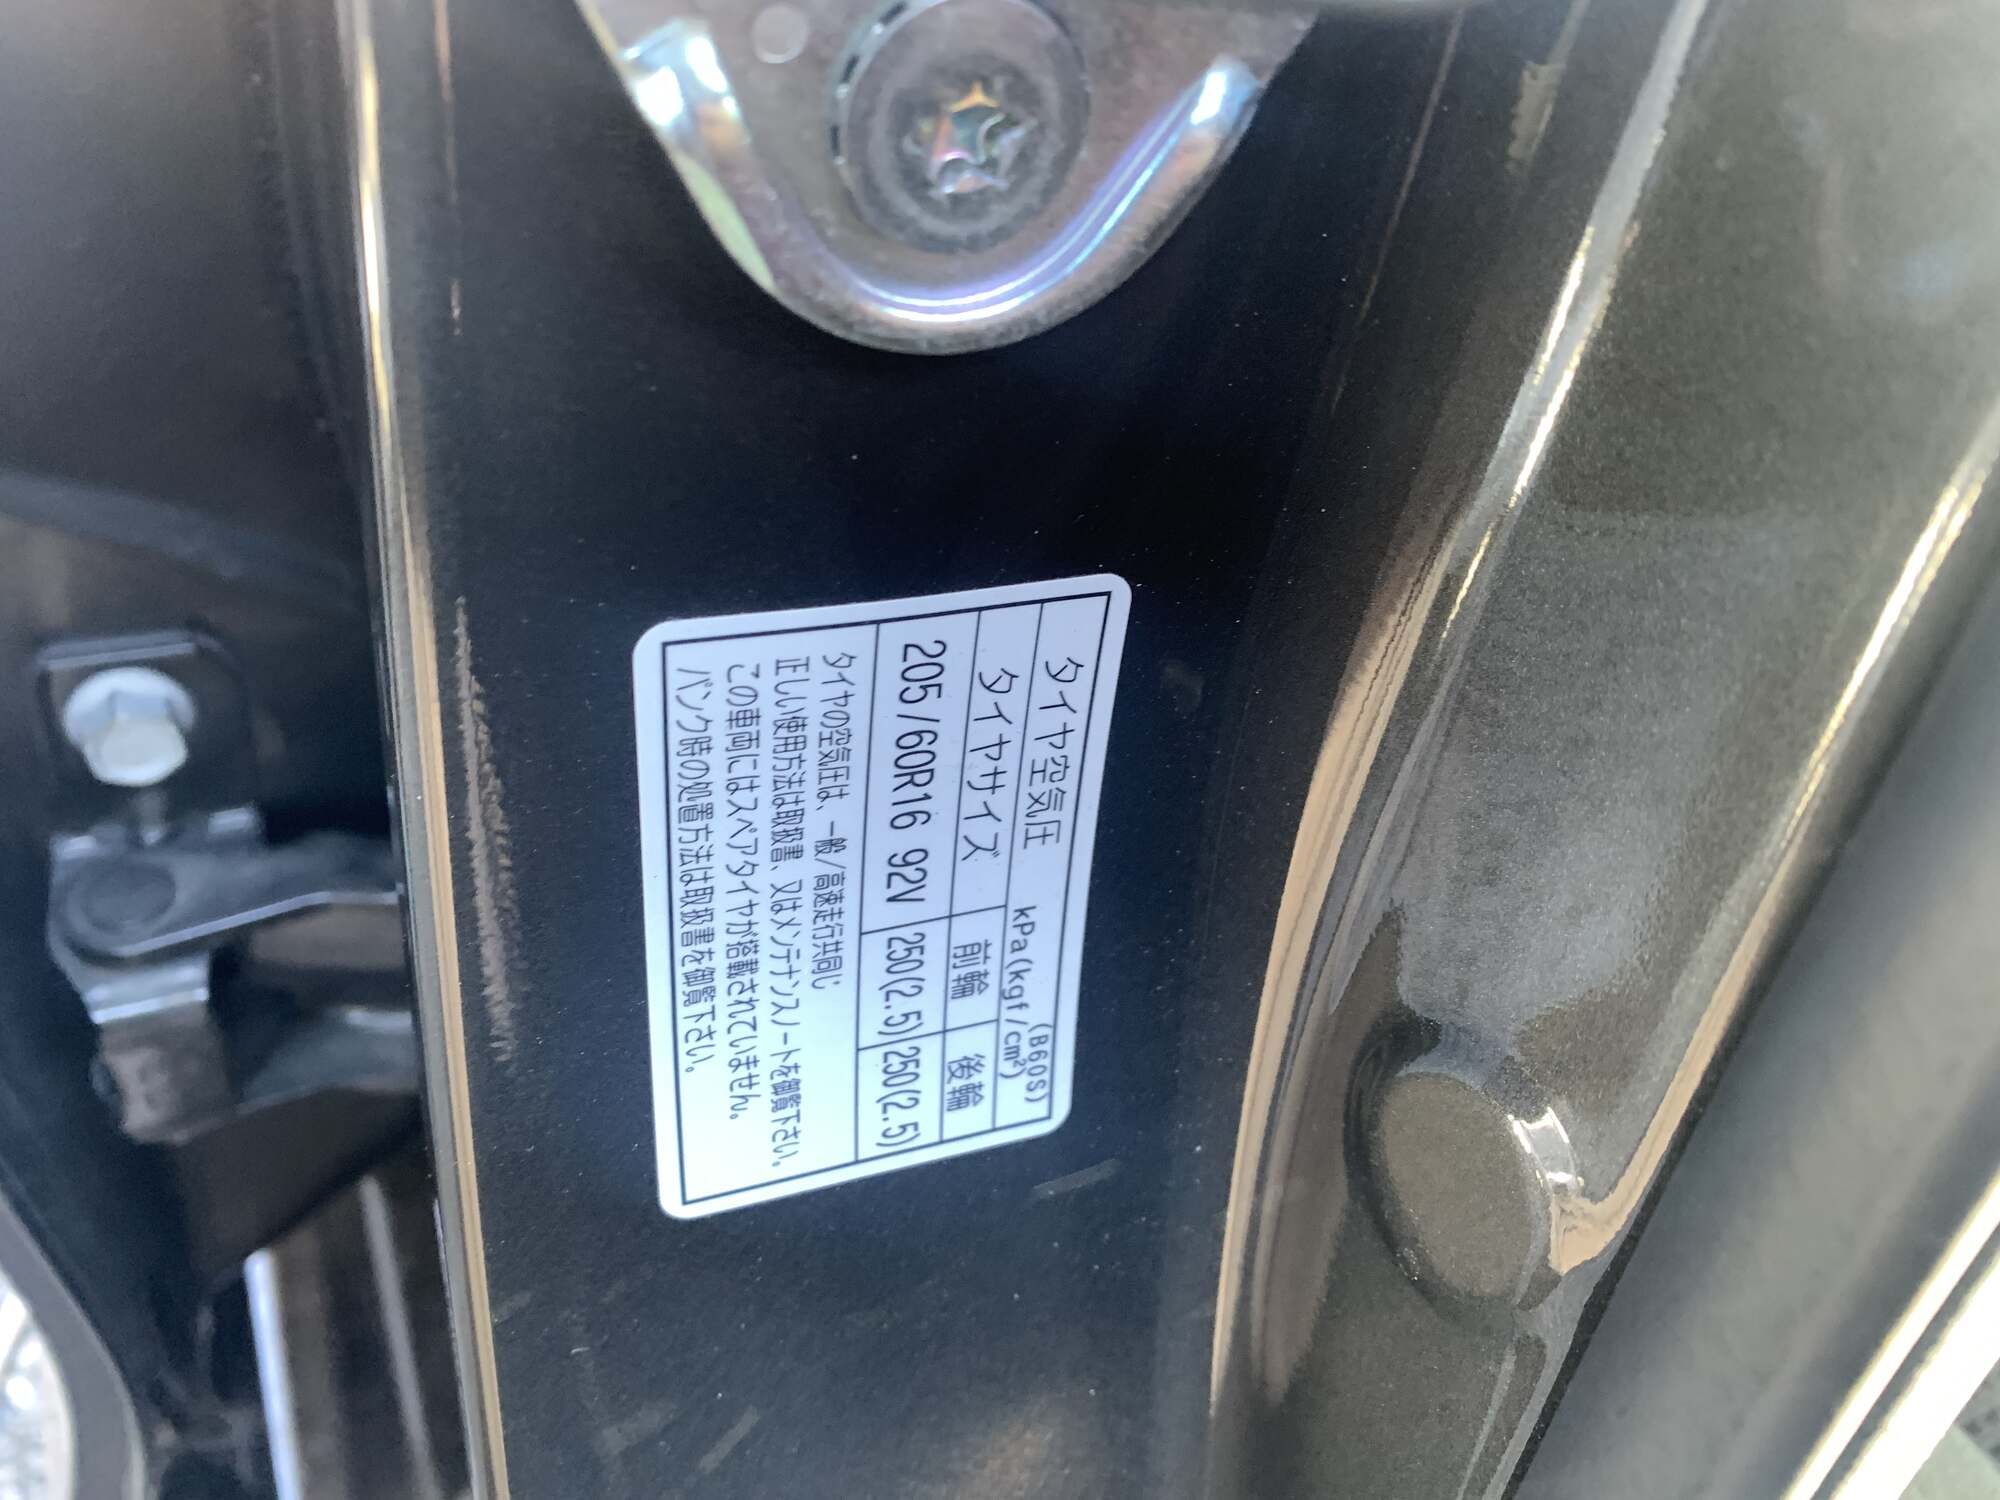 タイヤ空気圧 (B60S)
kPa(kgf/cm²)
タイヤサイズ 前輪 後輪
205/60R16 92V 250(2.5) 250(2.5)
タイヤの空気圧は、一般/高速走行共同じ
正しい使用方法は取扱書、又はメンテナンスノートを御覧下さい。
この車両にはスペアタイヤが搭載されていません。
パンク時の処置方法は取扱書を御覧下さい。